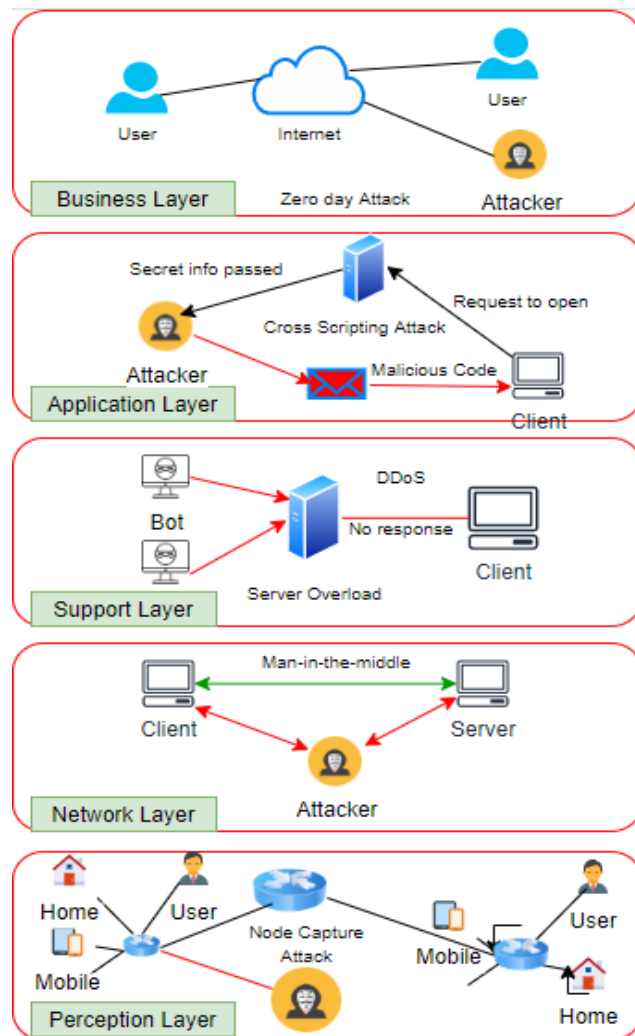 User
Internet
User
Attacker
Zero day Attack
Business Layer
Secret info passed
Request to open
Cross Scripting Attack
Attacker
Malicious Code
Client
Application Layer
DDoS
Bot
No response
Client
Server Overload
Support Layer
Man-in-the-middle
Client
Server
Attacker
Network Layer
Home
User
Node Capture
Attack
Mobile
Mobile
User
Home
Perception Layer